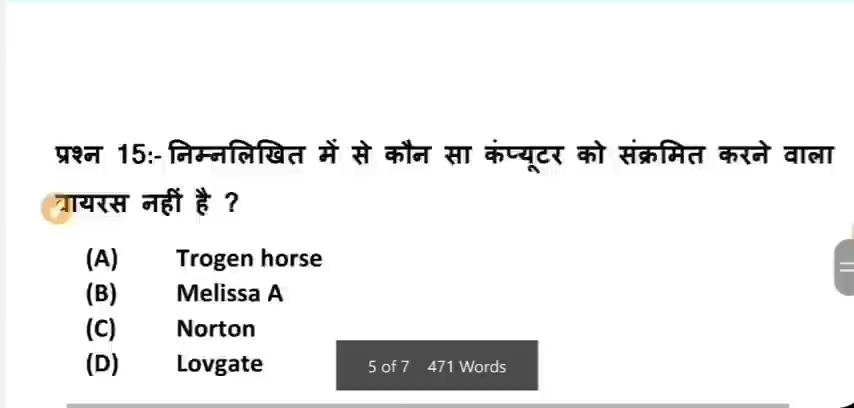 प्रश्न 15:- निम्नलिखित में से कौन सा कंप्यूटर को संक्रमित करने वाला
वायरस नहीं है ?
(A) Trogen horse
(B) Melissa A
(C) Norton
(D) Lovgate
5 of 7 471 Words